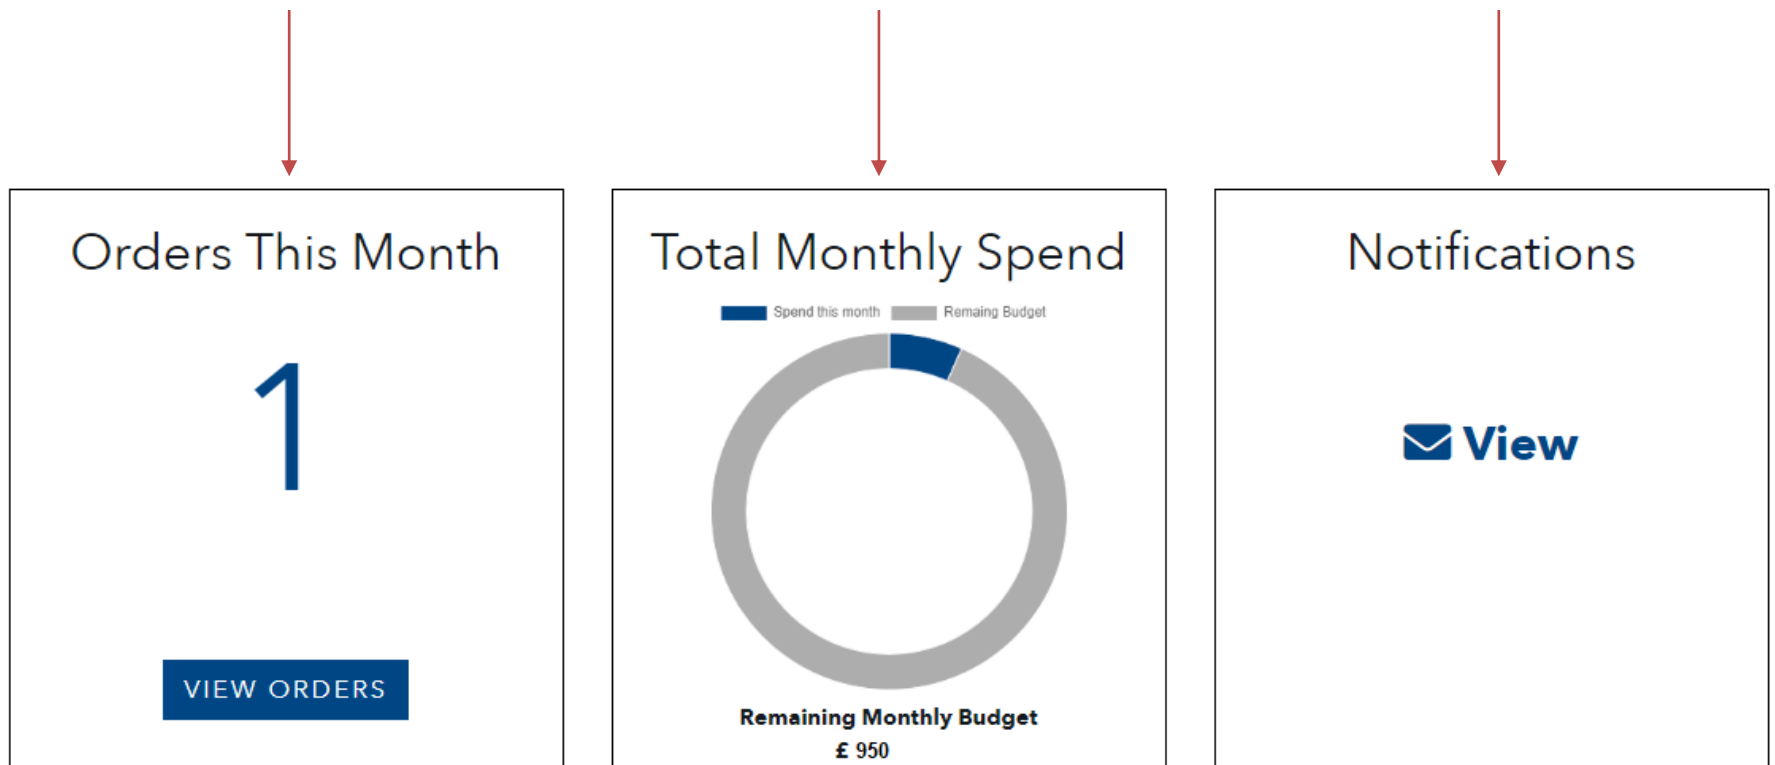 Orders This Month
1
VIEW ORDERS
Total Monthly Spend
Spend this month Remaing Budget
Remaining Monthly Budget
£ 950
Notifications
View